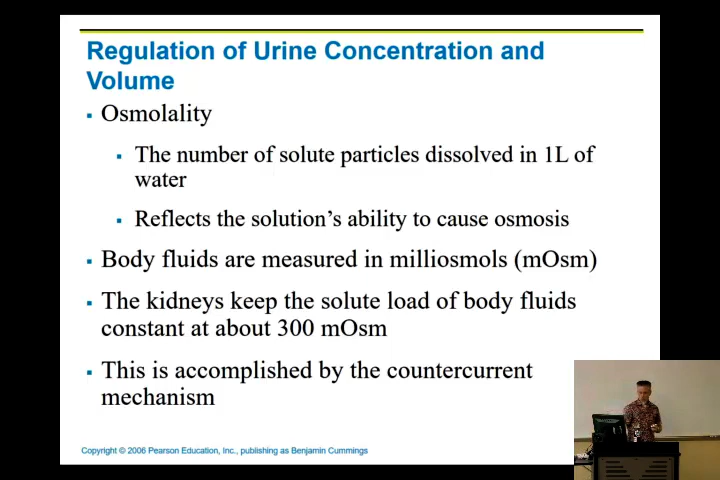 Regulation of Urine Concentration and
Volume
▪ Osmolality
▪ The number of solute particles dissolved in 1L of
water
▪ Reflects the solution’s ability to cause osmosis
▪ Body fluids are measured in milliosmols (mOsm)
▪ The kidneys keep the solute load of body fluids
constant at about 300 mOsm
▪ This is accomplished by the countercurrent
mechanism
Copyright © 2006 Pearson Education, Inc., publishing as Benjamin Cummings